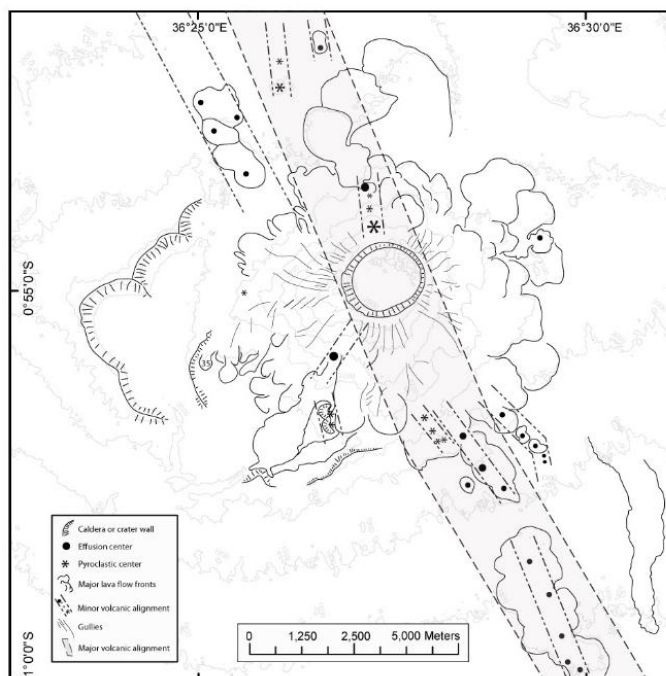 36°25'0"E 36°30'0"E
0°55'0"S
Caldera or crater wall
Effusion center
Pyroclastic center
Major lava flow fronts
Minor volcanic alignment
Gullies
Major volcanic alignment
0 1,250 2,500 5,000 Meters
1°0'0"S